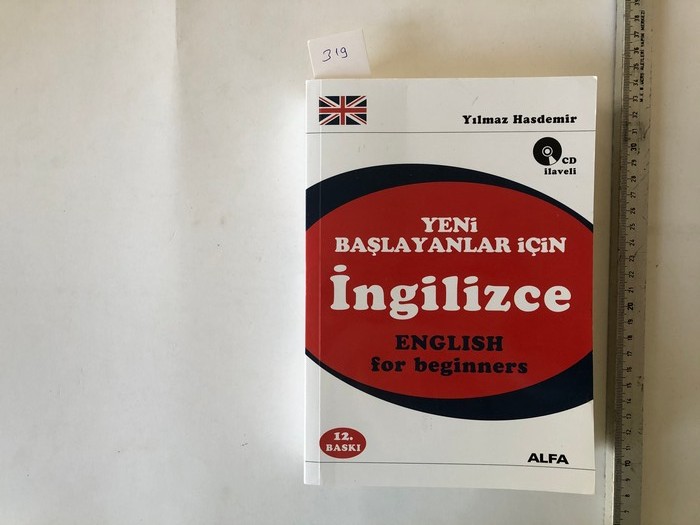 319
Yılmaz Hasdemir
CD
ilaveli
YENİ
BAŞLAYANLAR İÇİN
İngilizce
ENGLISH
for beginners
12.
BASKI
ALFA